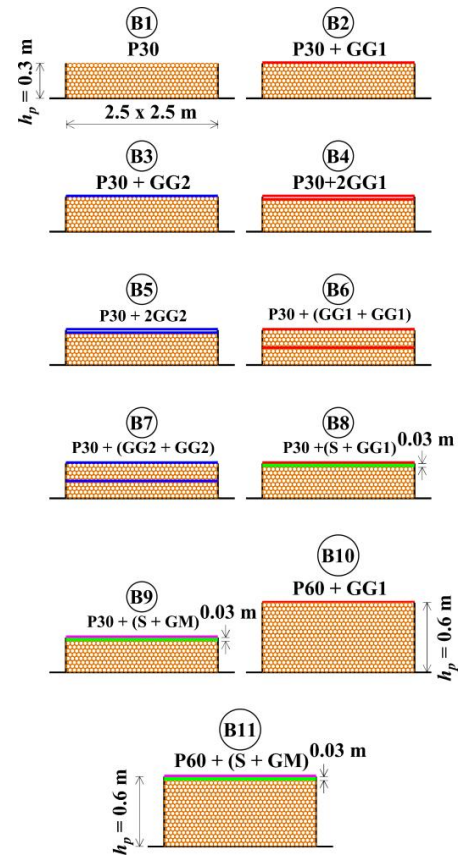 B1
P30
h_p = 0.3 m
2.5 x 2.5 m
B2
P30 + GG1
B3
P30 + GG2
B4
P30+2GG1
B5
P30 + 2GG2
B6
P30 + (GG1 + GG1)
B7
P30 + (GG2 + GG2)
B8
P30 +(S + GG1)
0.03 m
B9
P30 + (S + GM)
0.03 m
B10
P60 + GG1
h_p = 0.6 m
B11
P60 + (S + GM)
0.03 m
h_p = 0.6 m